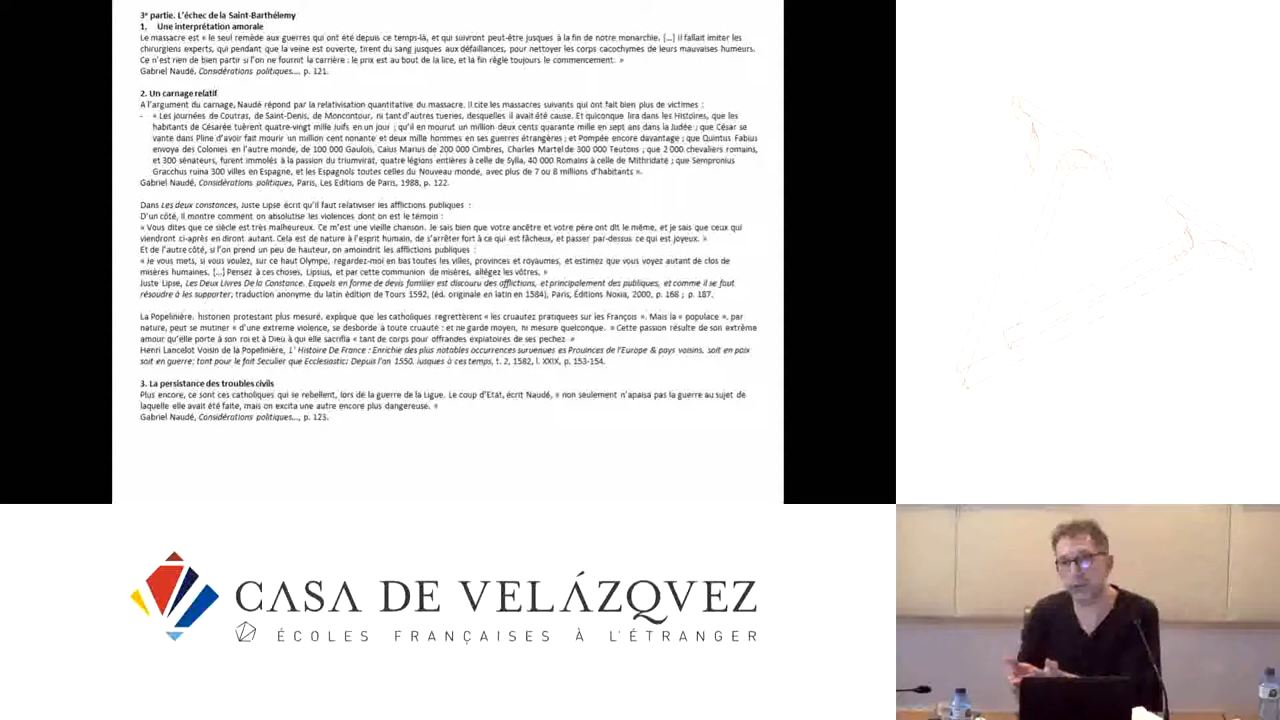 3e partie. L'échec de la Saint-Barthélemy
1. Une interprétation amorale
Le massacre est « le seul remède aux guerres qui ont été depuis ce temps-là, et qui suivront peut-être jusques à la fin de notre monarchie. [...] Il fallait imiter les
chirurgiens experts, qui pendant que la veine est ouverte, tirent du sang jusques aux défaillances, pour nettoyer les corps cacochymes de leurs mauvaises humeurs.
Ce n'est rien de bien partir si l'on ne fournit la carrière : le prix est au bout de la lice, et la fin règle toujours le commencement. »
Gabriel Naudé, Considérations politiques..., p. 121.
2. Un carnage relatif
A l'argument du carnage, Naudé répond par la relativisation quantitative du massacre. Il cite les massacres suivants qui ont fait bien plus de victimes :
- « Les journées de Coutras, de Saint-Denis, de Moncontour, ni tant d'autres tueries, desquelles il avait été cause. Et quiconque lira dans les Histoires, que les
habitants de Césarée tuèrent quatre-vingt mille Juifs en un jour ; qu'il en mourut un million deux cents quarante mille en sept ans dans la Judée ; que César se
vante dans Pline d'avoir fait mourir un million cent nonante et deux mille hommes en ses guerres étrangères ; et Pompée encore davantage ; que Quintus Fabius
envoya des Colonies en l'autre monde, de 100 000 Gaulois, Caius Marius de 200 000 Cimbres, Charles Martel de 300 000 Teutons ; que 2 000 chevaliers romains,
et 300 sénateurs, furent immolés à la passion du triumvirat, quatre légions entières à celle de Sylla, 40 000 Romains à celle de Mithridate ; que Sempronius
Gracchus ruina 300 villes en Espagne, et les Espagnols toutes celles du Nouveau monde, avec plus de 7 ou 8 millions d'habitants ».
Gabriel Naudé, Considérations politiques, Paris, Les Editions de Paris, 1988, p. 122.
Dans Les deux constances, Juste Lipse écrit qu'il faut relativiser les afflictions publiques :
D'un côté, il montre comment on absolutise les violences dont on est le témoin :
« Vous dites que ce siècle est très malheureux. Ce m'est une vieille chanson. Je sais bien que votre ancêtre et votre père ont dit le même, et je sais que ceux qui
viendront ci-après en diront autant. Cela est de nature à l'esprit humain, de s'arrêter fort à ce qui est fâcheux, et passer par-dessus ce qui est joyeux. »
Et de l'autre côté, si l'on prend un peu de hauteur, on amoindrit les afflictions publiques :
« Je vous mets, si vous voulez, sur ce haut Olympe, regardez-moi en bas toutes les villes, provinces et royaumes, et estimez que vous voyez autant de clos de
misères humaines. [...] Pensez à ces choses, Lipsius, et par cette communion de misères, allégez les vôtres. »
Juste Lipse, Les Deux Livres De la Constance. Esquels en forme de devis familier est discouru des afflictions, et principalement des publiques, et comme il se faut
résoudre à les supporter; traduction anonyme du latin édition de Tours 1592, (éd. originale en latin en 1584), Paris, Éditions Noxia, 2000, p. 168 ; p. 187.
La Popelinière, historien protestant plus mesuré, explique que les catholiques regrettèrent « les cruautez pratiquees sur les François ». Mais la « populace », par
nature, peut se mutiner « d'une extreme violence, se desborde à toute cruauté : et ne garde moyen, ni mesure quelconque. » Cette passion résulte de son extrême
amour qu'elle porte à son roi et à Dieu à qui elle sacrifia « tant de corps pour offrandes expiatoires de ses pechez ».
Henri Lancelot Voisin de la Popelinière, L' Histoire De France : Enrichie des plus notables occurrences survenues es Provinces de l'Europe & pays voisins, soit en paix
soit en guerre; tant pour le fait Seculier que Ecclesiastic: Depuis l'an 1550. jusques à ces temps, t. 2, 1582, l. XXIX, p. 153-154.
3. La persistance des troubles civils
Plus encore, ce sont ces catholiques qui se rebellent, lors de la guerre de la Ligue. Le coup d'Etat, écrit Naudé, « non seulement n'apaisa pas la guerre au sujet de
laquelle elle avait été faite, mais on excita une autre encore plus dangereuse. »
Gabriel Naudé, Considérations politiques..., p. 123.
CASA DE VELÁZQVEZ
ÉCOLES FRANÇAISES À L'ÉTRANGER